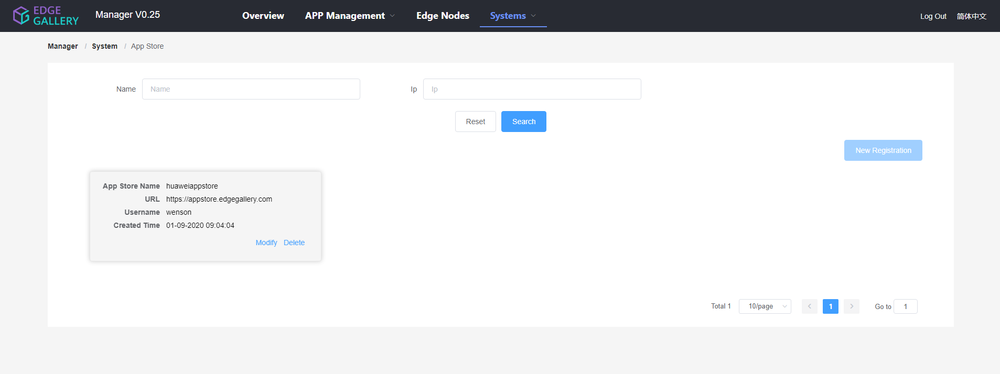 EDGE GALLERY Manager V0.25 Overview APP Management Edge Nodes Systems Log Out 简体中文
Manager / System / App Store
Name Name Ip Ip
Reset Search
New Registration
App Store Name huaweiappstore
URL https://appstore.edgegallery.com
Username wenson
Created Time 01-09-2020 09:04:04
Modify Delete
Total 1 10/page 1 Go to 1